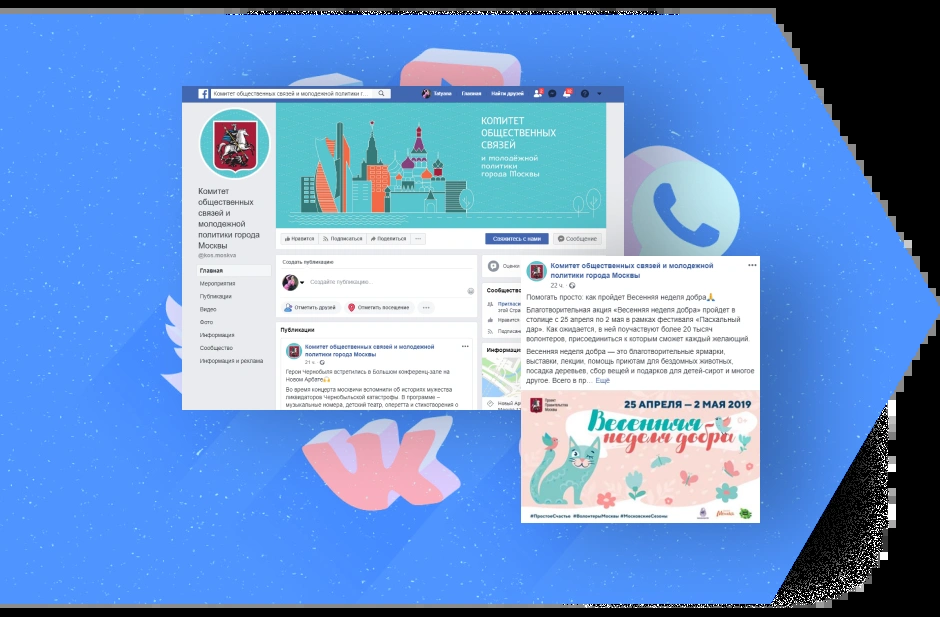 Комитет общественных связей и молодежной политики г...
Tatyana
Главная
Найти друзей
КОМИТЕТ
ОБЩЕСТВЕННЫХ
СВЯЗЕЙ
и молодёжной
политики
города Москвы
Комитет
общественных
связей и
молодежной
политики города
Москвы
@kos.moskva
Главная
Мероприятия
Публикации
Видео
Фото
Информация
Сообщество
Информация и реклама
Нравится
Подписаться
Поделиться
Свяжитесь с нами
Сообщение
Создать публикацию
Создайте публикацию...
Отметить друзей
Отметить посещение
Публикации
Комитет общественных связей и молодежной
политики города Москвы
21 ч.
Герои Чернобыля встретились в Большом конференц-зале на
Новом Арбате
Во время концерта москвичи вспомнили об историях мужества
ликвидаторов Чернобыльской катастрофы. В программе –
музыкальные номера, детский театр, оперетта и стихотворения о
Оценки
Сообщество
Пригласи
этой Стра
Нравится
Подписан
Информаци
Новый Ар
Комитет общественных связей и молодежной
политики города Москвы
22 ч.
Помогать просто: как пройдет Весенняя неделя добра
Благотворительная акция «Весенняя неделя добра» пройдет в
столице с 25 апреля по 2 мая в рамках фестиваля «Пасхальный
дар». Как ожидается, в ней поучаствуют более 20 тысяч
волонтеров, присоединиться к которым сможет каждый желающий.
Весенняя неделя добра — это благотворительные ярмарки,
выставки, лекции, помощь приютам для бездомных животных,
посадка деревьев, сбор вещей и подарков для детей-сирот и многое
другое. Всего в пр... Ещё
Проект
Правительства
Москвы
25 АПРЕЛЯ — 2 МАЯ 2019
Весенняя
неделя добра
#ПростоеСчастье #ВолонтерыМосквы #МосковскиеСезоны